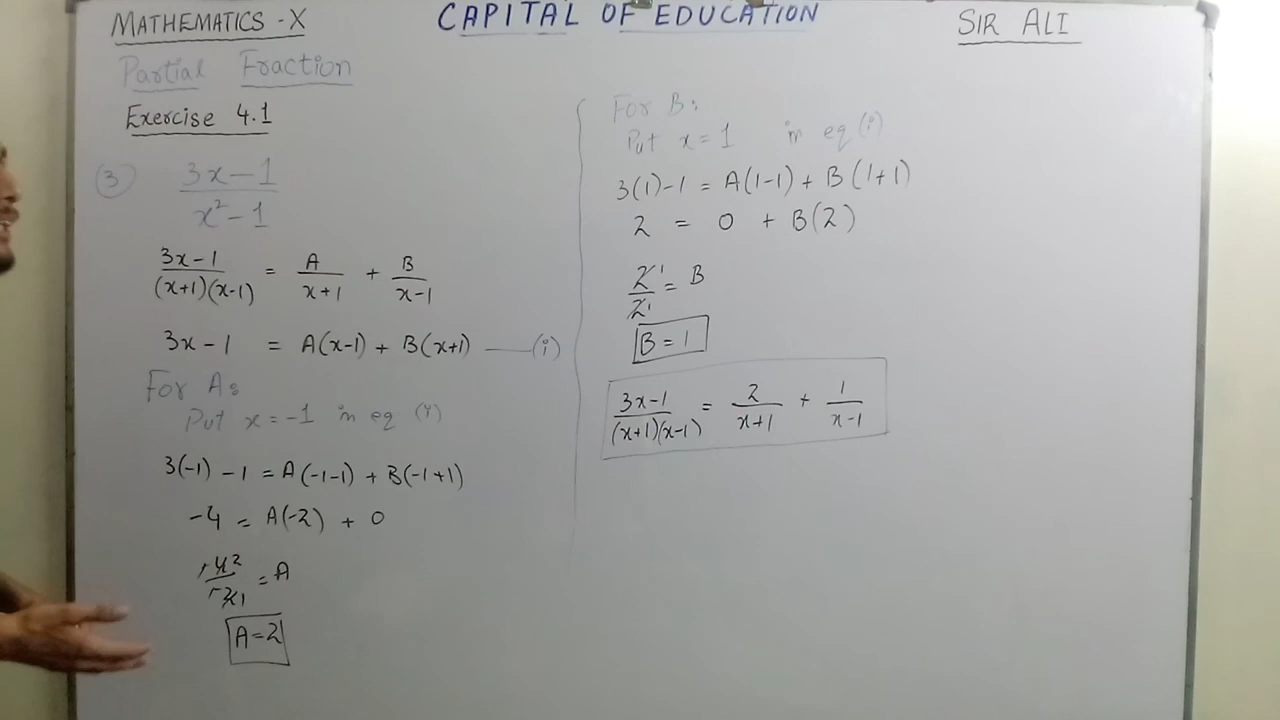 MATHEMATICS-X
CAPITAL OF EDUCATION
SIR ALI
Partial Fraction
Exercise 4.1
(3) (3x-1)/(x²-1)
(3x-1)/((x+1)(x-1)) = A/(x+1) + B/(x-1)
3x-1 = A(x-1) + B(x+1) —(i)
For A:
Put x=-1 in eq (i)
3(-1)-1 = A(-1-1) + B(-1+1)
-4 = A(-2) + 0
-4/-2 = A
A=2
For B:
Put x=1 in eq (i)
3(1)-1 = A(1-1) + B(1+1)
2 = 0 + B(2)
2/2 = B
B=1
(3x-1)/((x+1)(x-1)) = 2/(x+1) + 1/(x-1)